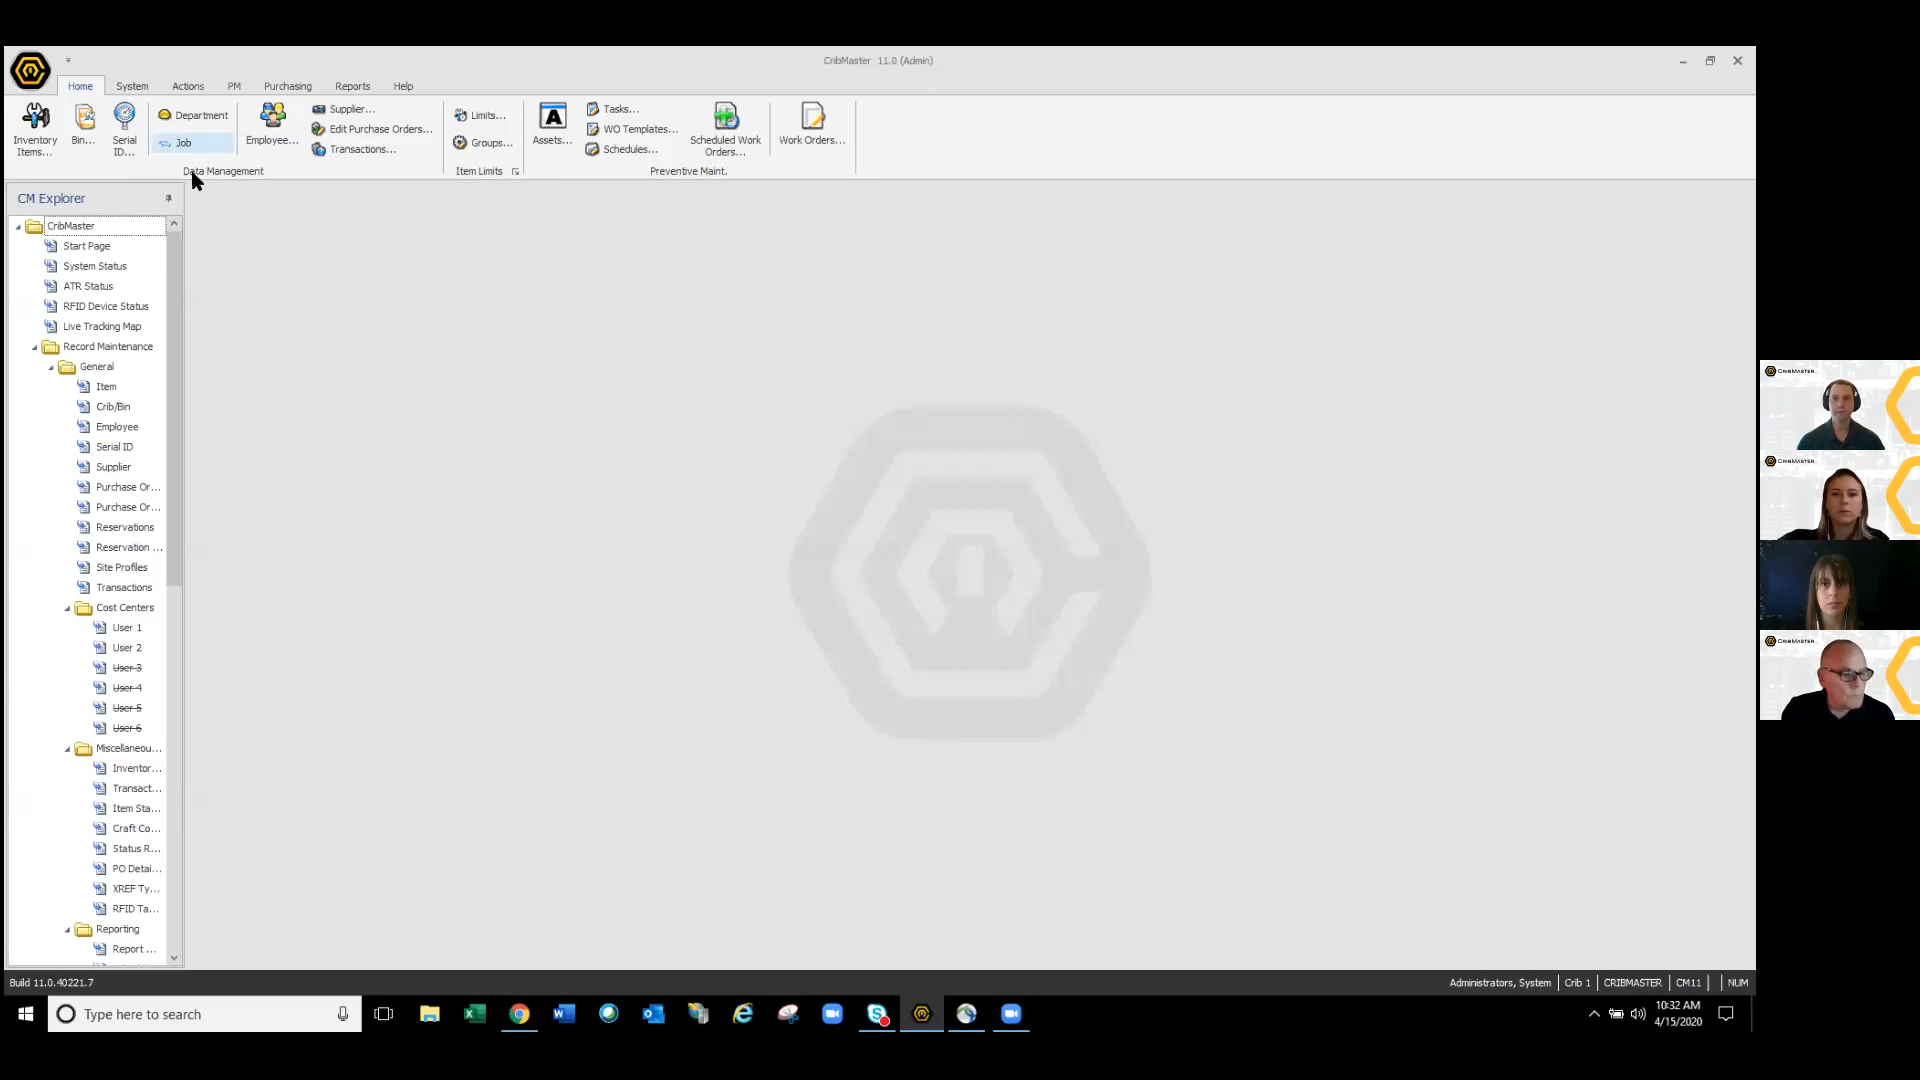 CribMaster 11.0 (Admin)
Home System Actions PM Purchasing Reports Help
Inventory Items...
Bin...
Serial ID...
Department
Job
Employee...
Supplier...
Edit Purchase Orders...
Transactions...
Data Management
Limits...
Groups...
Item Limits
Assets...
Tasks...
WO Templates...
Schedules...
Scheduled Work Orders...
Work Orders...
Preventive Maint.
CM Explorer
CribMaster
Start Page
System Status
ATR Status
RFID Device Status
Live Tracking Map
Record Maintenance
General
Item
Crib/Bin
Employee
Serial ID
Supplier
Purchase Or...
Purchase Or...
Reservations
Reservation ...
Site Profiles
Transactions
Cost Centers
User 1
User 2
User 3
User 4
User 5
User 6
Miscellaneou...
Inventor...
Transact...
Item Sta...
Craft Co...
Status R...
PO Detai...
XREF Ty...
RFID Ta...
Reporting
Report ...
CRIBMASTER
CRIBMASTER
CRIBMASTER
Build 11.0.40221.7
Administrators, System Crib 1 CRIBMASTER CM11 NUM
Type here to search
10:32 AM
4/15/2020